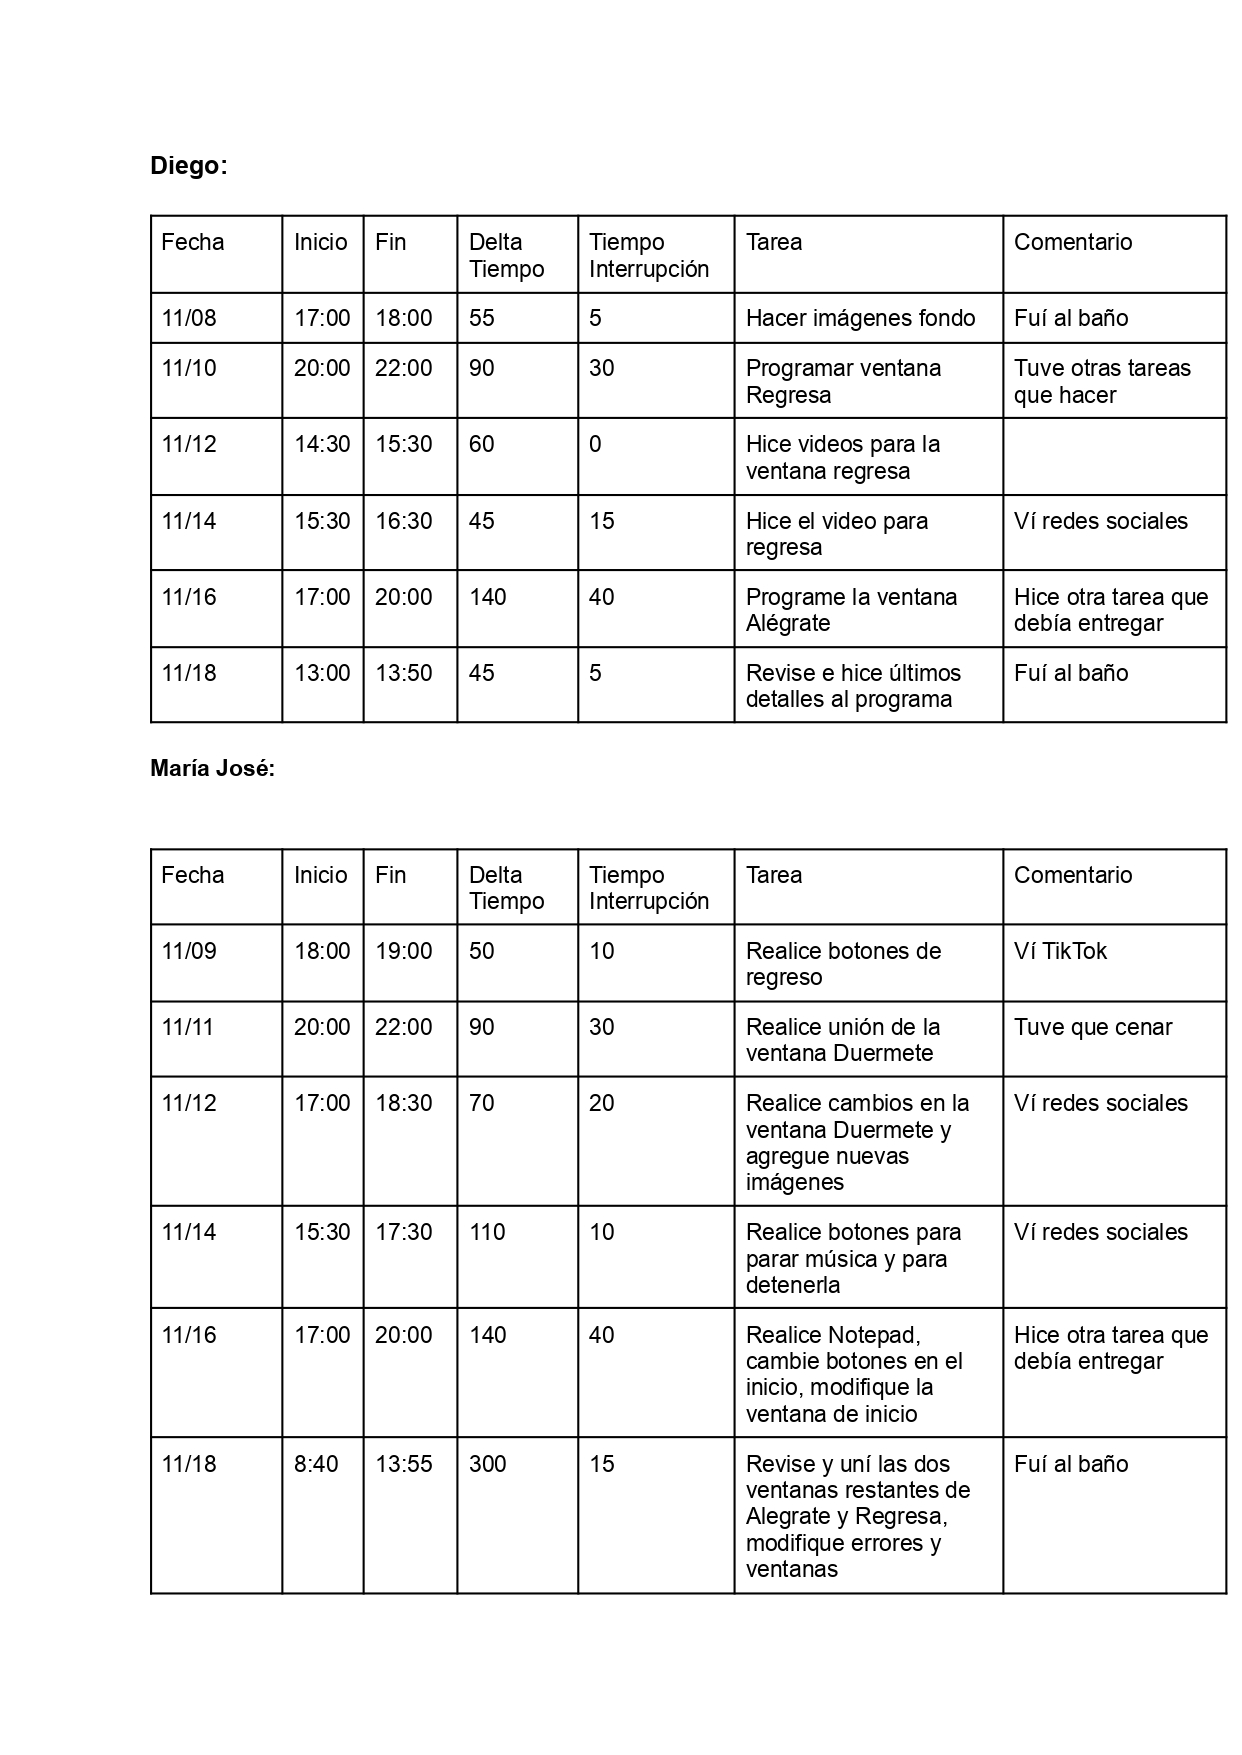 Diego:
Fecha Inicio Fin Delta Tiempo Tiempo Interrupción Tarea Comentario
11/08 17:00 18:00 55 5 Hacer imágenes fondo Fuí al baño
11/10 20:00 22:00 90 30 Programar ventana Regresa Tuve otras tareas que hacer
11/12 14:30 15:30 60 0 Hice videos para la ventana regresa
11/14 15:30 16:30 45 15 Hice el video para regresa Ví redes sociales
11/16 17:00 20:00 140 40 Programe la ventana Alégrate Hice otra tarea que debía entregar
11/18 13:00 13:50 45 5 Revise e hice últimos detalles al programa Fuí al baño
María José:
Fecha Inicio Fin Delta Tiempo Tiempo Interrupción Tarea Comentario
11/09 18:00 19:00 50 10 Realice botones de regreso Ví TikTok
11/11 20:00 22:00 90 30 Realice unión de la ventana Duermete Tuve que cenar
11/12 17:00 18:30 70 20 Realice cambios en la ventana Duermete y agregue nuevas imágenes Ví redes sociales
11/14 15:30 17:30 110 10 Realice botones para parar música y para detenerla Ví redes sociales
11/16 17:00 20:00 140 40 Realice Notepad, cambie botones en el inicio, modifique la ventana de inicio Hice otra tarea que debía entregar
11/18 8:40 13:55 300 15 Revise y uní las dos ventanas restantes de Alegrate y Regresa, modifique errores y ventanas Fuí al baño